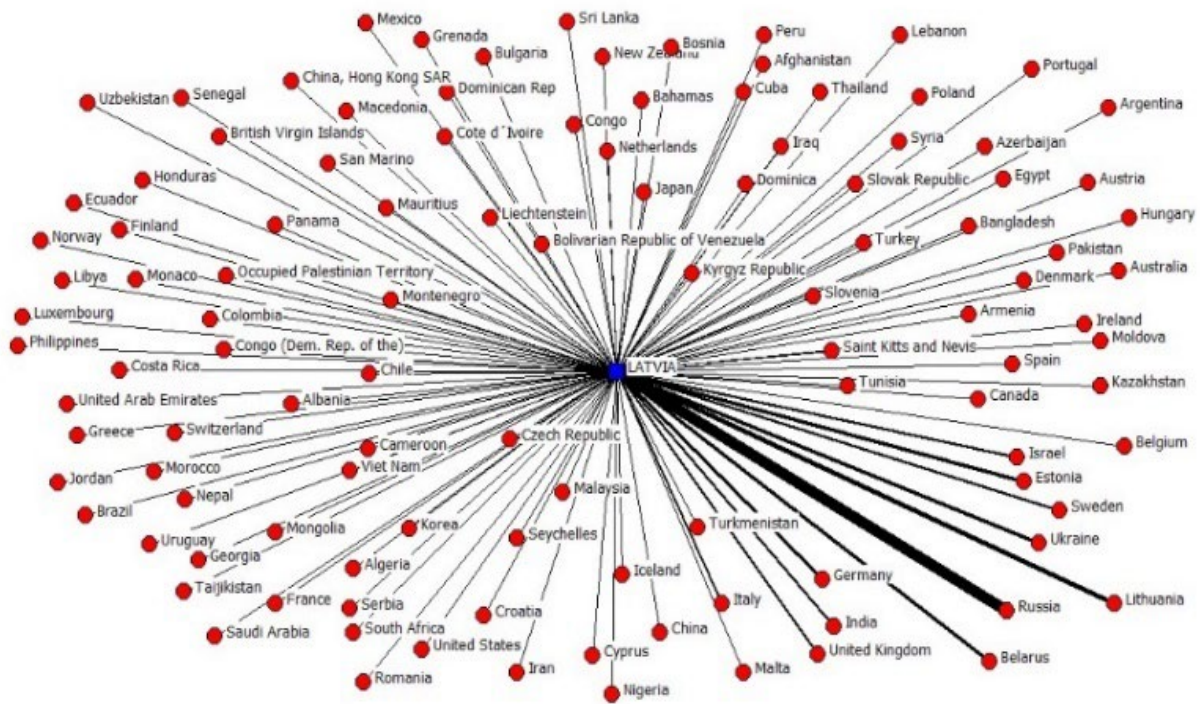 Mexico
Sri Lanka
Grenada
Peru
Lebanon
Bulgaria
New Zealand
Bosnia
Afghanistan
Portugal
China, Hong Kong SAR
Dominican Rep
Cuba
Thailand
Uzbekistan
Senegal
Bahamas
Poland
Argentina
Macedonia
Congo
British Virgin Islands
Cote d´Ivoire
Netherlands
Iraq
Syria
Azerbaijan
San Marino
Honduras
Japan
Dominica
Slovak Republic
Egypt
Austria
Ecuador
Mauritius
Liechtenstein
Hungary
Finland
Panama
Bangladesh
Norway
Bolivarian Republic of Venezuela
Turkey
Pakistan
Libya
Monaco
Occupied Palestinian Territory
Kyrgyz Republic
Denmark
Australia
Montenegro
Slovenia
Luxembourg
Colombia
Armenia
Ireland
Philippines
Congo (Dem. Rep. of the)
Saint Kitts and Nevis
Moldova
Costa Rica
Chile
LATVIA
Spain
Tunisia
Kazakhstan
United Arab Emirates
Albania
Canada
Greece
Switzerland
Czech Republic
Cameroon
Belgium
Jordan
Morocco
Viet Nam
Israel
Estonia
Brazil
Nepal
Malaysia
Sweden
Uruguay
Mongolia
Korea
Seychelles
Turkmenistan
Ukraine
Georgia
Algeria
Iceland
Germany
Taijikistan
France
Serbia
Croatia
Italy
Russia
Lithuania
Saudi Arabia
South Africa
United States
China
India
Cyprus
United Kingdom
Belarus
Romania
Iran
Nigeria
Malta